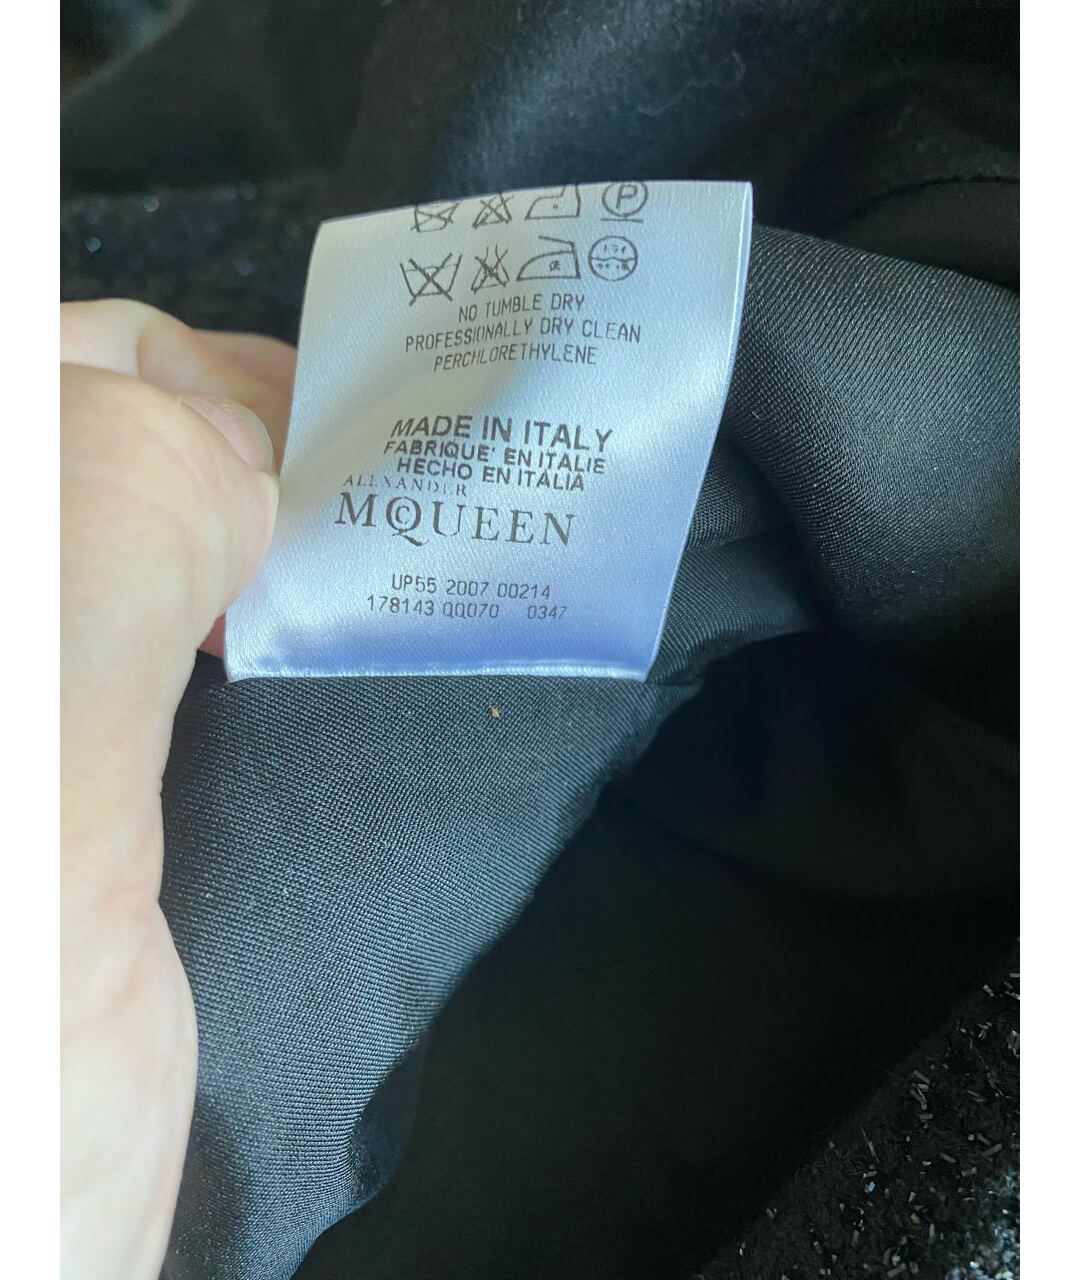 P
NO TUMBLE DRY
PROFESSIONALLY DRY CLEAN
PERCHLORETHYLENE
MADE IN ITALY
FABRIQUE' EN ITALIE
HECHO EN ITALIA
ALEXANDER
MCQUEEN
UP55 2007 00214
178143 QQ070 0347